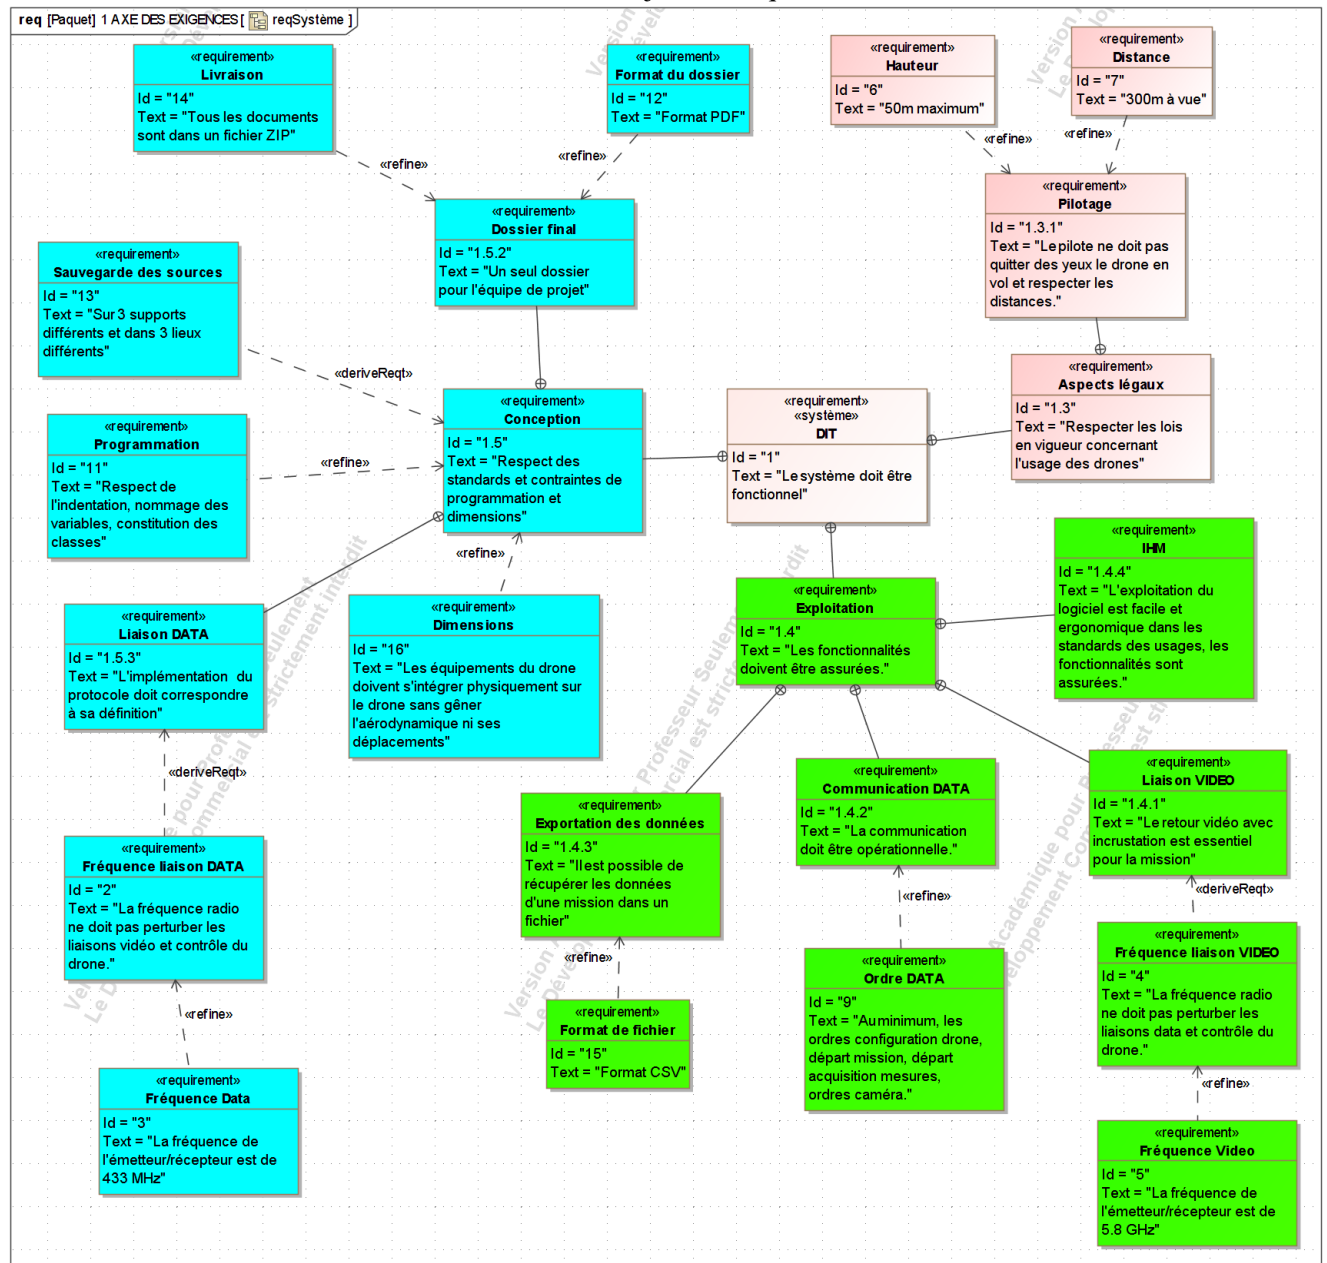 req [Paquet] 1 AXE DES EXIGENCES [ reqSystème ]
«requirement»
Livraison
Id = "14"
Text = "Tous les documents
sont dans un fichier ZIP"
«requirement»
Format du dossier
Id = "12"
Text = "Format PDF"
«requirement»
Hauteur
Id = "6"
Text = "50m maximum"
«requirement»
Distance
Id = "7"
Text = "300m à vue"
«refine»
«refine»
«refine»
«refine»
«requirement»
Dossier final
Id = "1.5.2"
Text = "Un seul dossier
pour l'équipe de projet"
«requirement»
Pilotage
Id = "1.3.1"
Text = "Le pilote ne doit pas
quitter des yeux le drone en
vol et respecter les
distances."
«requirement»
Sauvegarde des sources
Id = "13"
Text = "Sur 3 supports
différents et dans 3 lieux
différents"
«deriveReqt»
«requirement»
Conception
Id = "1.5"
Text = "Respect des
standards et contraintes de
programmation et
dimensions"
«requirement»
«système»
DIT
Id = "1"
Text = "Le système doit être
fonctionnel"
«requirement»
Aspects légaux
Id = "1.3"
Text = "Respecter les lois
en vigueur concernant
l'usage des drones"
«requirement»
Programmation
Id = "11"
Text = "Respect de
l'indentation, nommage des
variables, constitution des
classes"
«refine»
«refine»
«requirement»
IHM
Id = "1.4.4"
Text = "L'exploitation du
logiciel est facile et
ergonomique dans les
standards des usages, les
fonctionnalités sont
assurées."
«requirement»
Exploitation
Id = "1.4"
Text = "Les fonctionnalités
doivent être assurées."
«requirement»
Liaison DATA
Id = "1.5.3"
Text = "L'implémentation du
protocole doit correspondre
à sa définition"
«requirement»
Dimensions
Id = "16"
Text = "Les équipements du drone
doivent s'intégrer physiquement sur
le drone sans gêner
l'aérodynamique ni ses
déplacements"
«deriveReqt»
«requirement»
Exportation des données
Id = "1.4.3"
Text = "Il est possible de
récupérer les données
d'une mission dans un
fichier"
«requirement»
Communication DATA
Id = "1.4.2"
Text = "La communication
doit être opérationnelle."
«requirement»
Liaison VIDEO
Id = "1.4.1"
Text = "Le retour vidéo avec
incrustation est essentiel
pour la mission"
«requirement»
Fréquence liaison DATA
Id = "2"
Text = "La fréquence radio
ne doit pas perturber les
liaisons vidéo et contrôle du
drone."
«refine»
«refine»
«deriveReqt»
«requirement»
Format de fichier
Id = "15"
Text = "Format CSV"
«requirement»
Ordre DATA
Id = "9"
Text = "Au minimum, les
ordres configuration drone,
départ mission, départ
acquisition mesures,
ordres caméra."
«requirement»
Fréquence liaison VIDEO
Id = "4"
Text = "La fréquence radio
ne doit pas perturber les
liaisons data et contrôle du
drone."
«refine»
«refine»
«requirement»
Fréquence Data
Id = "3"
Text = "La fréquence de
l'émetteur/récepteur est de
433 MHz"
«requirement»
Fréquence Video
Id = "5"
Text = "La fréquence de
l'émetteur/récepteur est de
5.8 GHz"